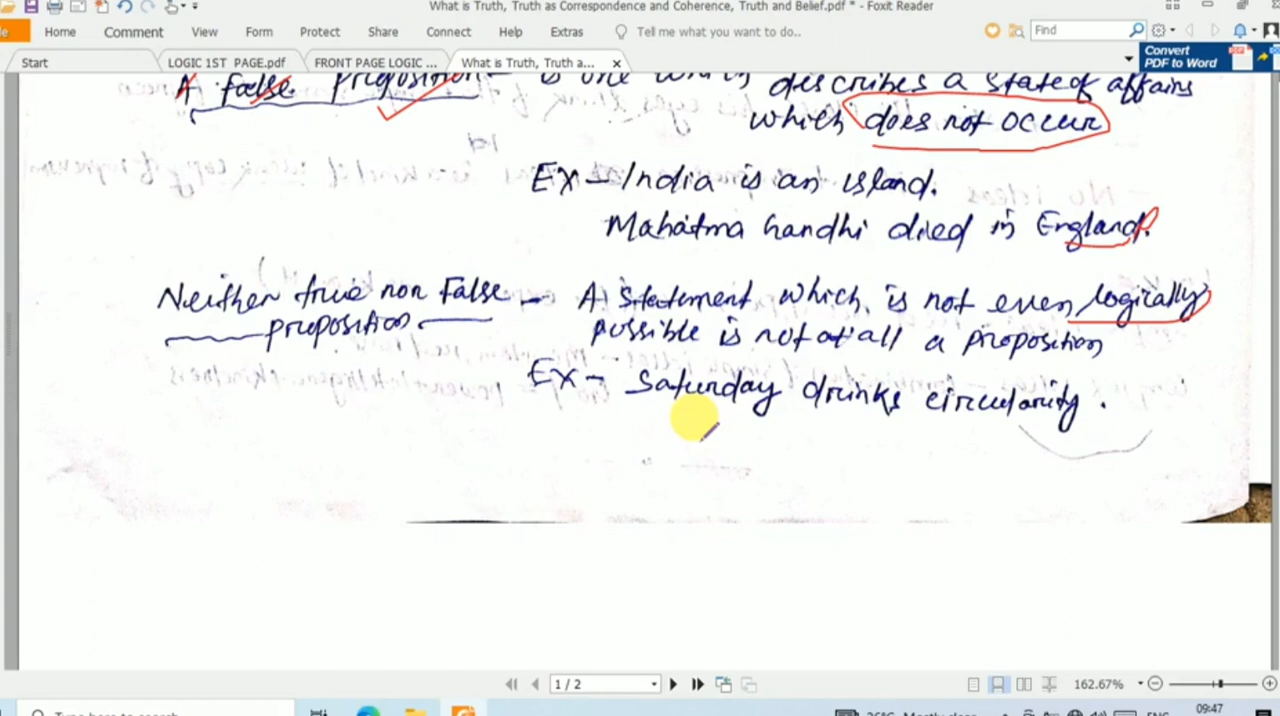 What is Truth, Truth as Correspondence and Coherence, Truth and Belief.pdf * - Foxit Reader
Home Comment View Form Protect Share Connect Help Extras Tell me what you want to do.. Find
Start LOGIC 1ST PAGE.pdf FRONT PAGE LOGIC ... What is Truth, Truth a...
Convert
PDF to Word
A false proposition - is one which describes a state of affairs
which does not occur
Ex - India is an island.
Mahatma Gandhi died in England.
Neither true non False - A statement which is not even logically
proposition possible is not at all a proposition
Ex - Saturday drinks circularity.
1 / 2 162.67%
09:47